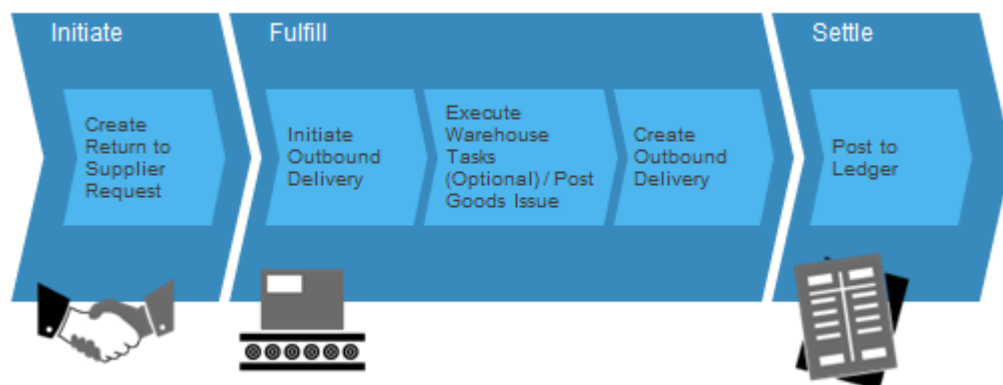 Initiate
Fulfill
Settle
Create
Return to
Supplier
Request
Initiate
Outbound
Delivery
Execute
Warehouse
Tasks
(Optional) / Post
Goods Issue
Create
Outbound
Delivery
Post to
Ledger